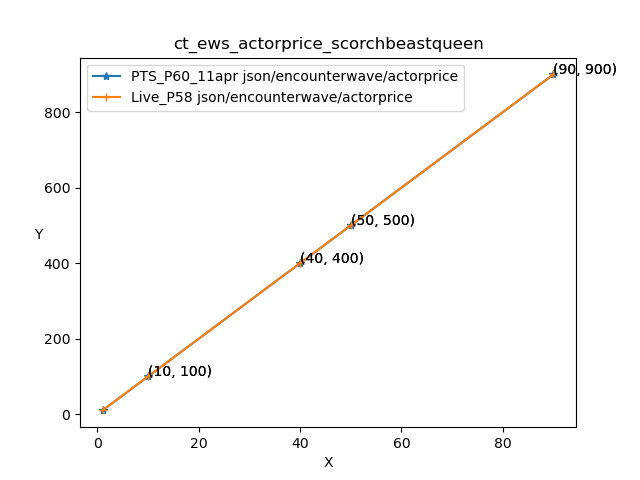 ct_ews_actorprice_scorchbeastqueen
PTS_P60_11apr json/encounterwave/actorprice
Live_P58 json/encounterwave/actorprice
(90, 900)
800
600
(50, 500)
Y
400
(40, 400)
200
(10, 100)
0
0 20 40 60 80
X